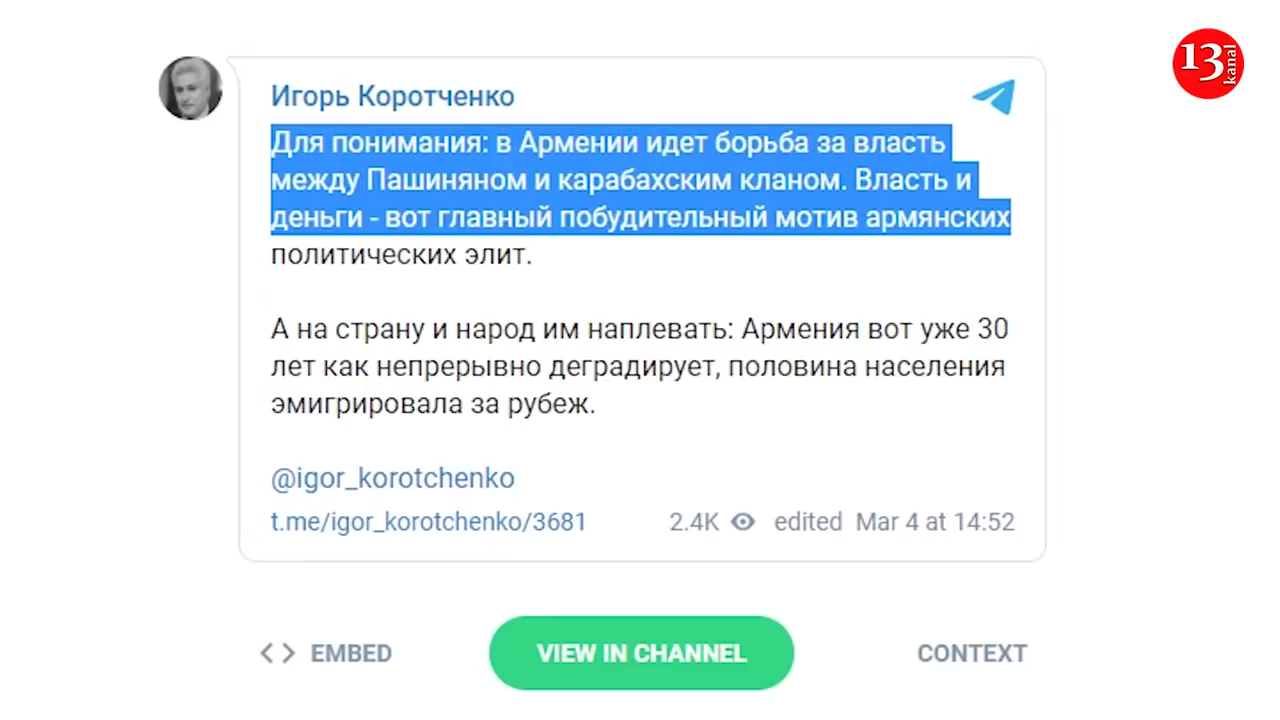 13 kanal
Игорь Коротченко
Для понимания: в Армении идет борьба за власть
между Пашиняном и карабахским кланом. Власть и
деньги - вот главный побудительный мотив армянских
политических элит.
А на страну и народ им наплевать: Армения вот уже 30
лет как непрерывно деградирует, половина населения
эмигрировала за рубеж.
@igor_korotchenko
t.me/igor_korotchenko/3681 2.4K edited Mar 4 at 14:52
EMBED VIEW IN CHANNEL CONTEXT